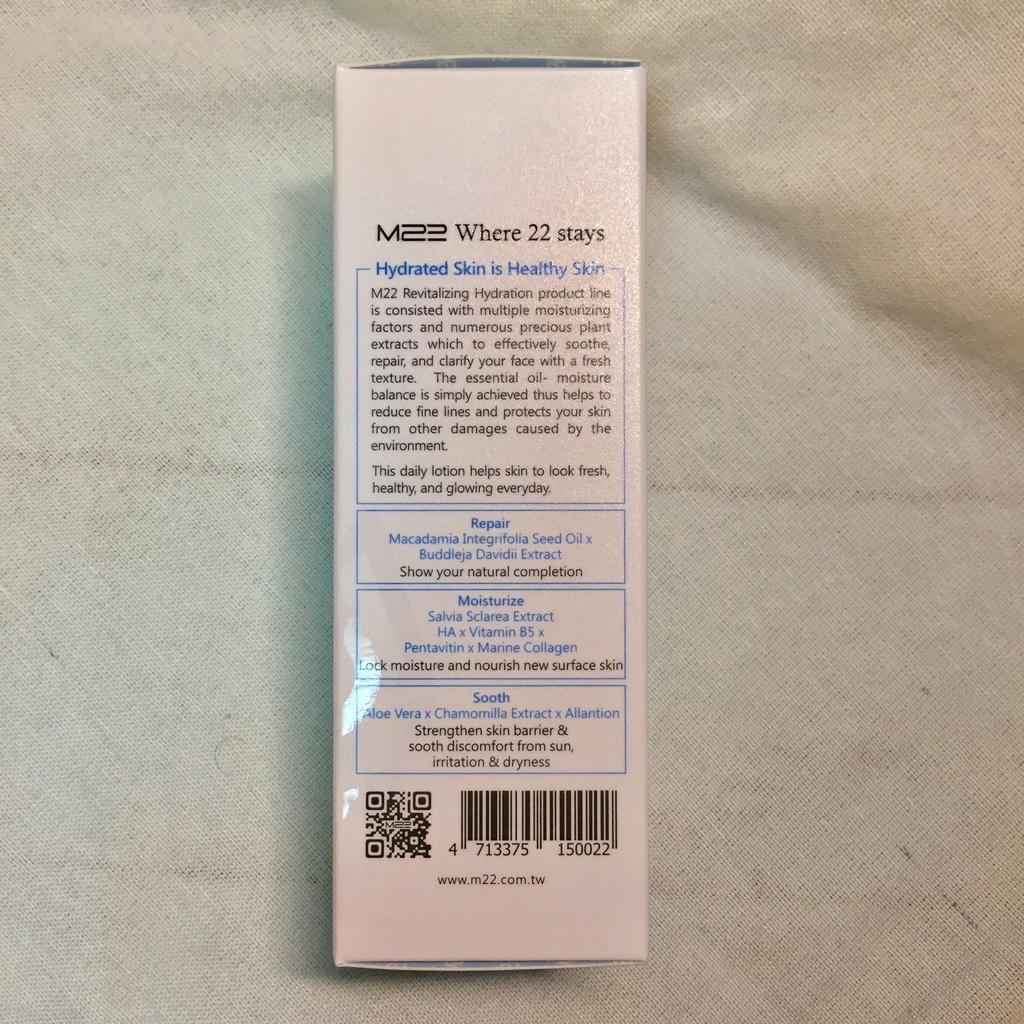 M22 Where 22 stays
Hydrated Skin is Healthy Skin
M22 Revitalizing Hydration product line
is consisted with multiple moisturizing
factors and numerous precious plant
extracts which to effectively soothe,
repair, and clarify your face with a fresh
texture. The essential oil- moisture
balance is simply achieved thus helps to
reduce fine lines and protects your skin
from other damages caused by the
environment.
This daily lotion helps skin to look fresh,
healthy, and glowing everyday.
Repair
Macadamia Integrifolia Seed Oil x
Buddleja Davidii Extract
Show your natural completion
Moisturize
Salvia Sclarea Extract
HA x Vitamin B5 x
Pentavitin x Marine Collagen
Lock moisture and nourish new surface skin
Sooth
Aloe Vera x Chamomilla Extract x Allantion
Strengthen skin barrier &
sooth discomfort from sun,
irritation & dryness
M22
4 713375 150022
www.m22.com.tw